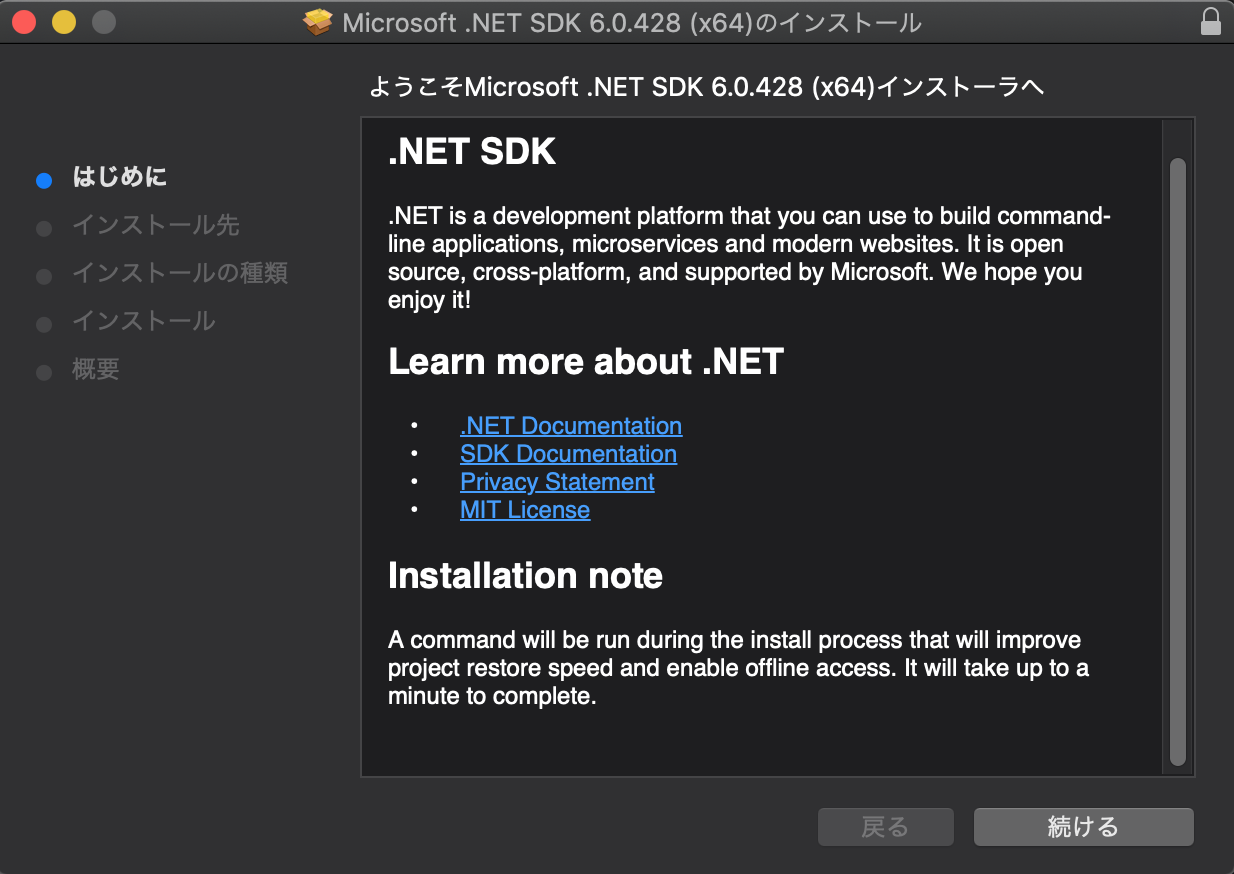 Microsoft .NET SDK 6.0.428 (x64)のインストール
ようこそMicrosoft .NET SDK 6.0.428 (x64)インストーラへ
はじめに
インストール先
インストールの種類
インストール
概要
.NET SDK
.NET is a development platform that you can use to build command-
line applications, microservices and modern websites. It is open
source, cross-platform, and supported by Microsoft. We hope you
enjoy it!
Learn more about .NET
• .NET Documentation
• SDK Documentation
• Privacy Statement
• MIT License
Installation note
A command will be run during the install process that will improve
project restore speed and enable offline access. It will take up to a
minute to complete.
戻る
続ける